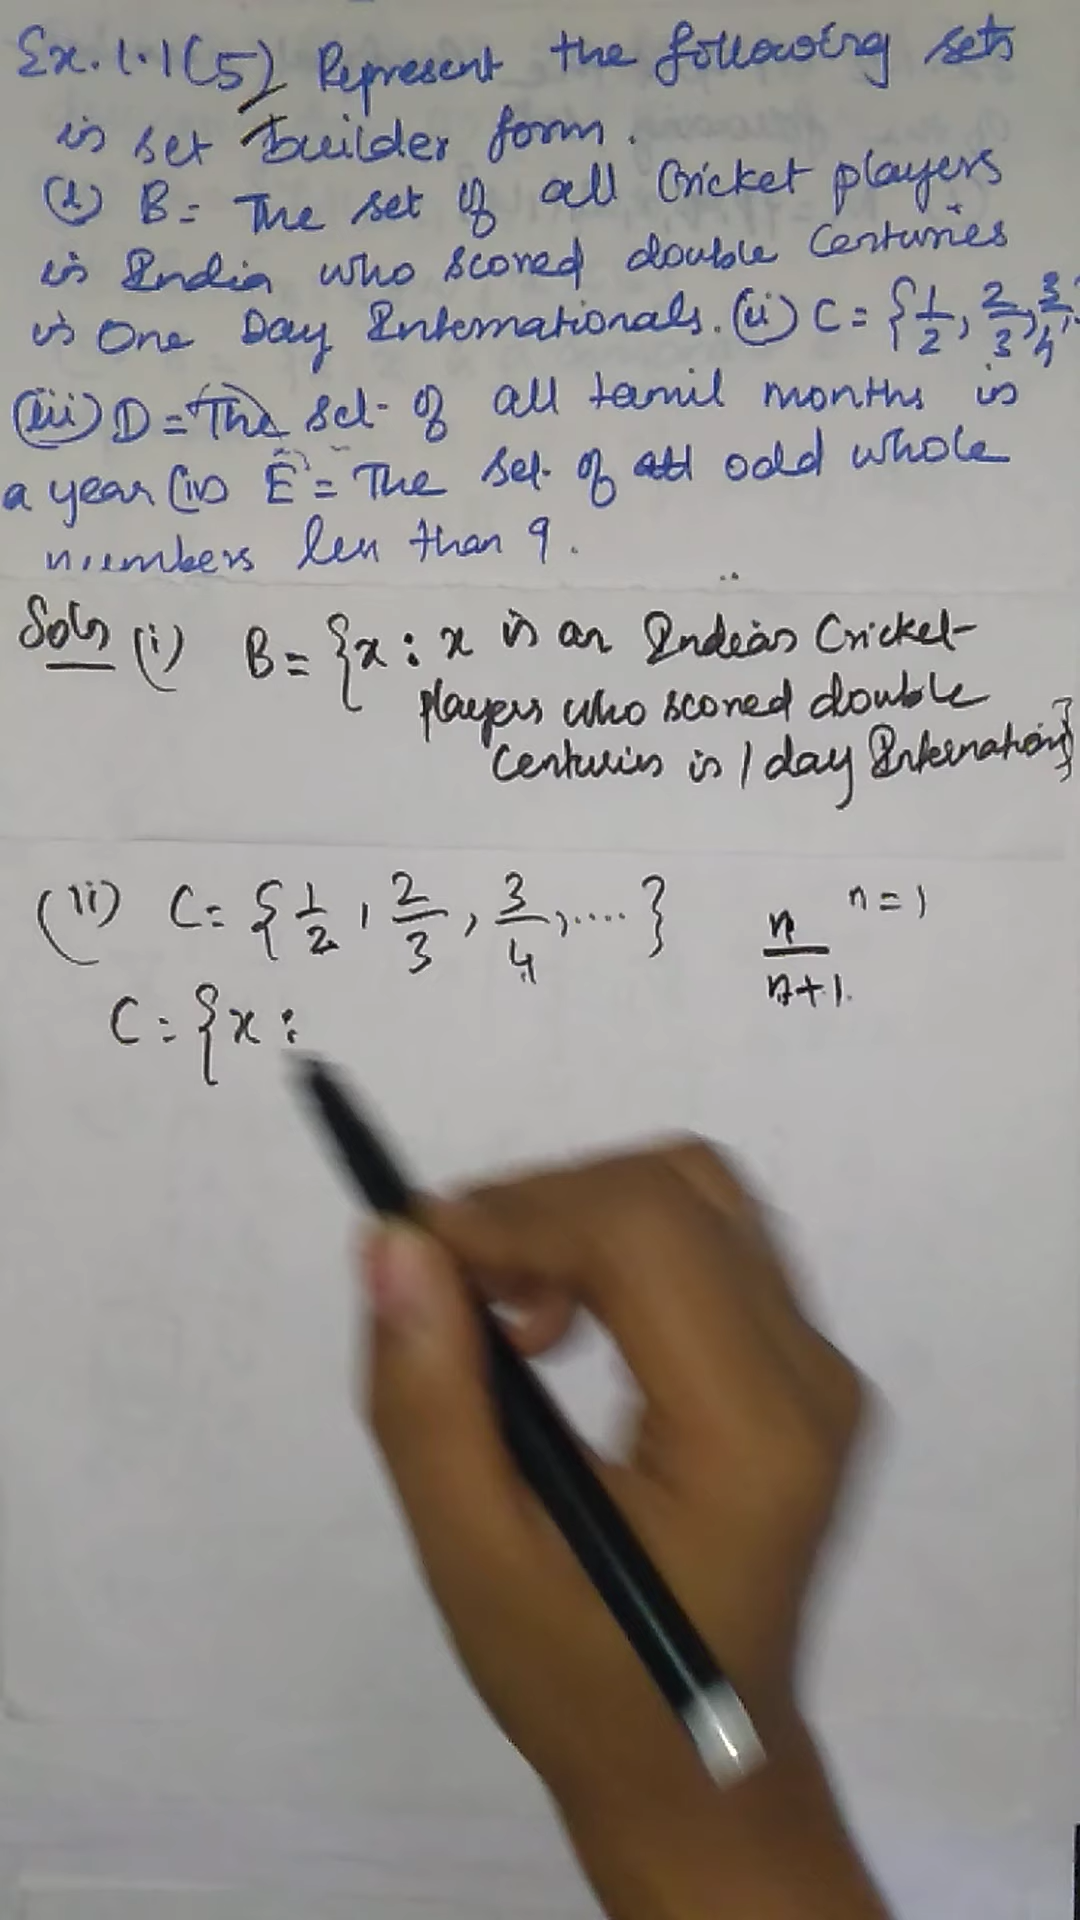 Ex. 1.1(5) Represent the following sets
in set builder form.
(i) B = The set of all Cricket players
in India who scored double Centuries
in One Day Internationals. (ii) C = {1/2, 2/3, 3/4,
(iii) D = The set of all tamil months in
a year (iv) E = The set of odd whole
numbers less than 9.
Soln (i) B = {x : x is an Indian Cricket
players who scored double
Centuries in 1 day Internation}
(ii) C = {1/2, 2/3, 3/4, .... } n/n+1. n = 1
C = {x :